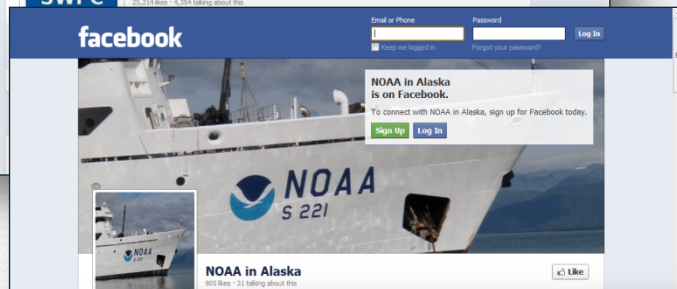 SWPC
25,214 likes · 4,354 talking about this
facebook
Email or Phone
Password
Log In
Keep me logged in
Forgot your password?
NOAA in Alaska
is on Facebook.
To connect with NOAA in Alaska, sign up for Facebook today.
Sign Up
Log In
NOAA
S 221
NOAA
NOAA in Alaska
905 likes · 31 talking about this
Like